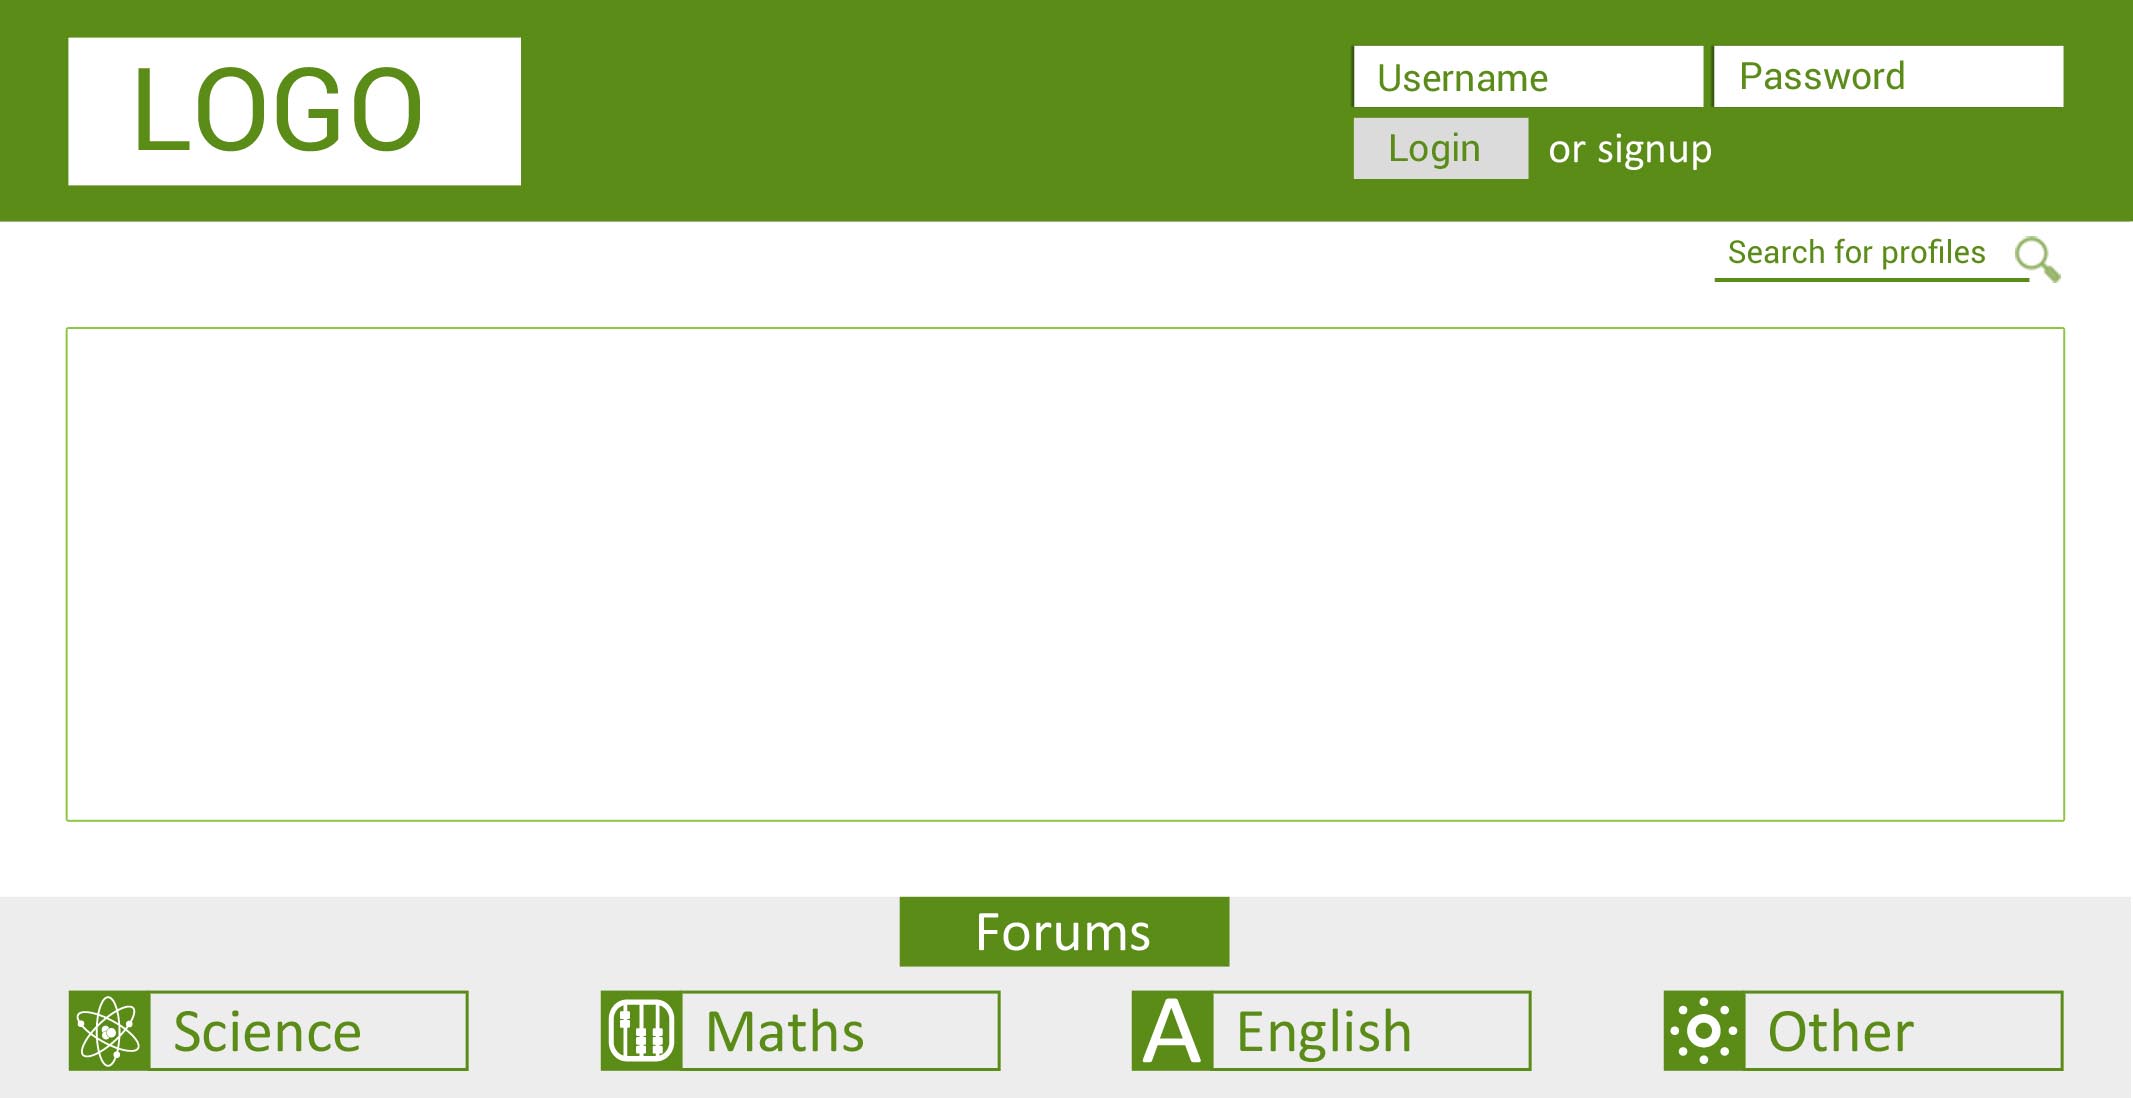 LOGO
Username
Password
Login or signup
Search for profiles
Forums
Science
Maths
A English
Other